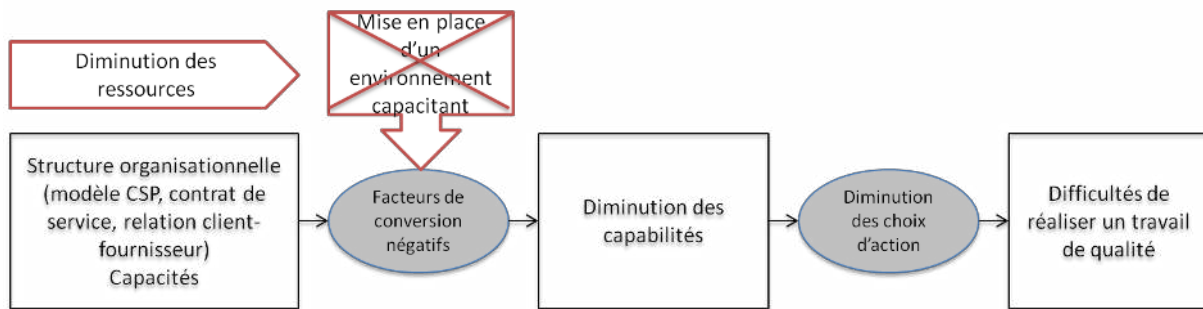 Diminution des
ressources
Mise en place
d'un
environnement
capacitant
Structure organisationnelle
(modèle CSP, contrat de
service, relation client-
fournisseur)
Capacités
Facteurs de
conversion
négatifs
Diminution des
capabilités
Diminution
des choix
d'action
Difficultés de
réaliser un travail
de qualité